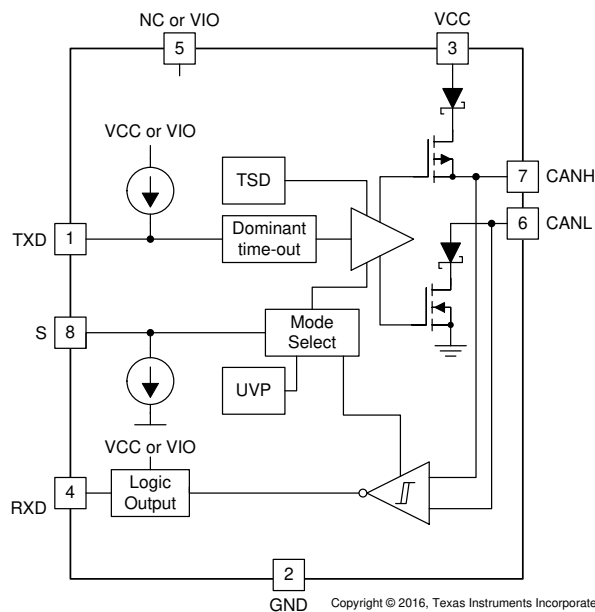 NC or VIO
VCC
5
3
VCC or VIO
TSD
7
CANH
TXD
1
Dominant
time-out
6
CANL
S
8
Mode
Select
UVP
VCC or VIO
RXD
4
Logic
Output
2
GND
Copyright © 2016, Texas Instruments Incorporate